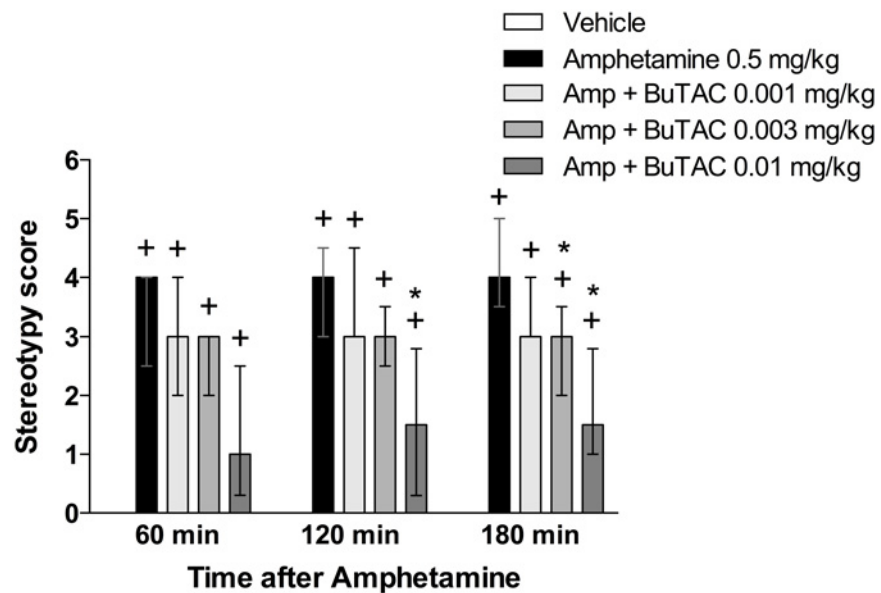 Vehicle
Amphetamine 0.5 mg/kg
Amp + BuTAC 0.001 mg/kg
Amp + BuTAC 0.003 mg/kg
Amp + BuTAC 0.01 mg/kg
Stereotypy score
6
5
4
3
2
1
0
+ + + +
+ + + * +
+ + * + * +
60 min 120 min 180 min
Time after Amphetamine